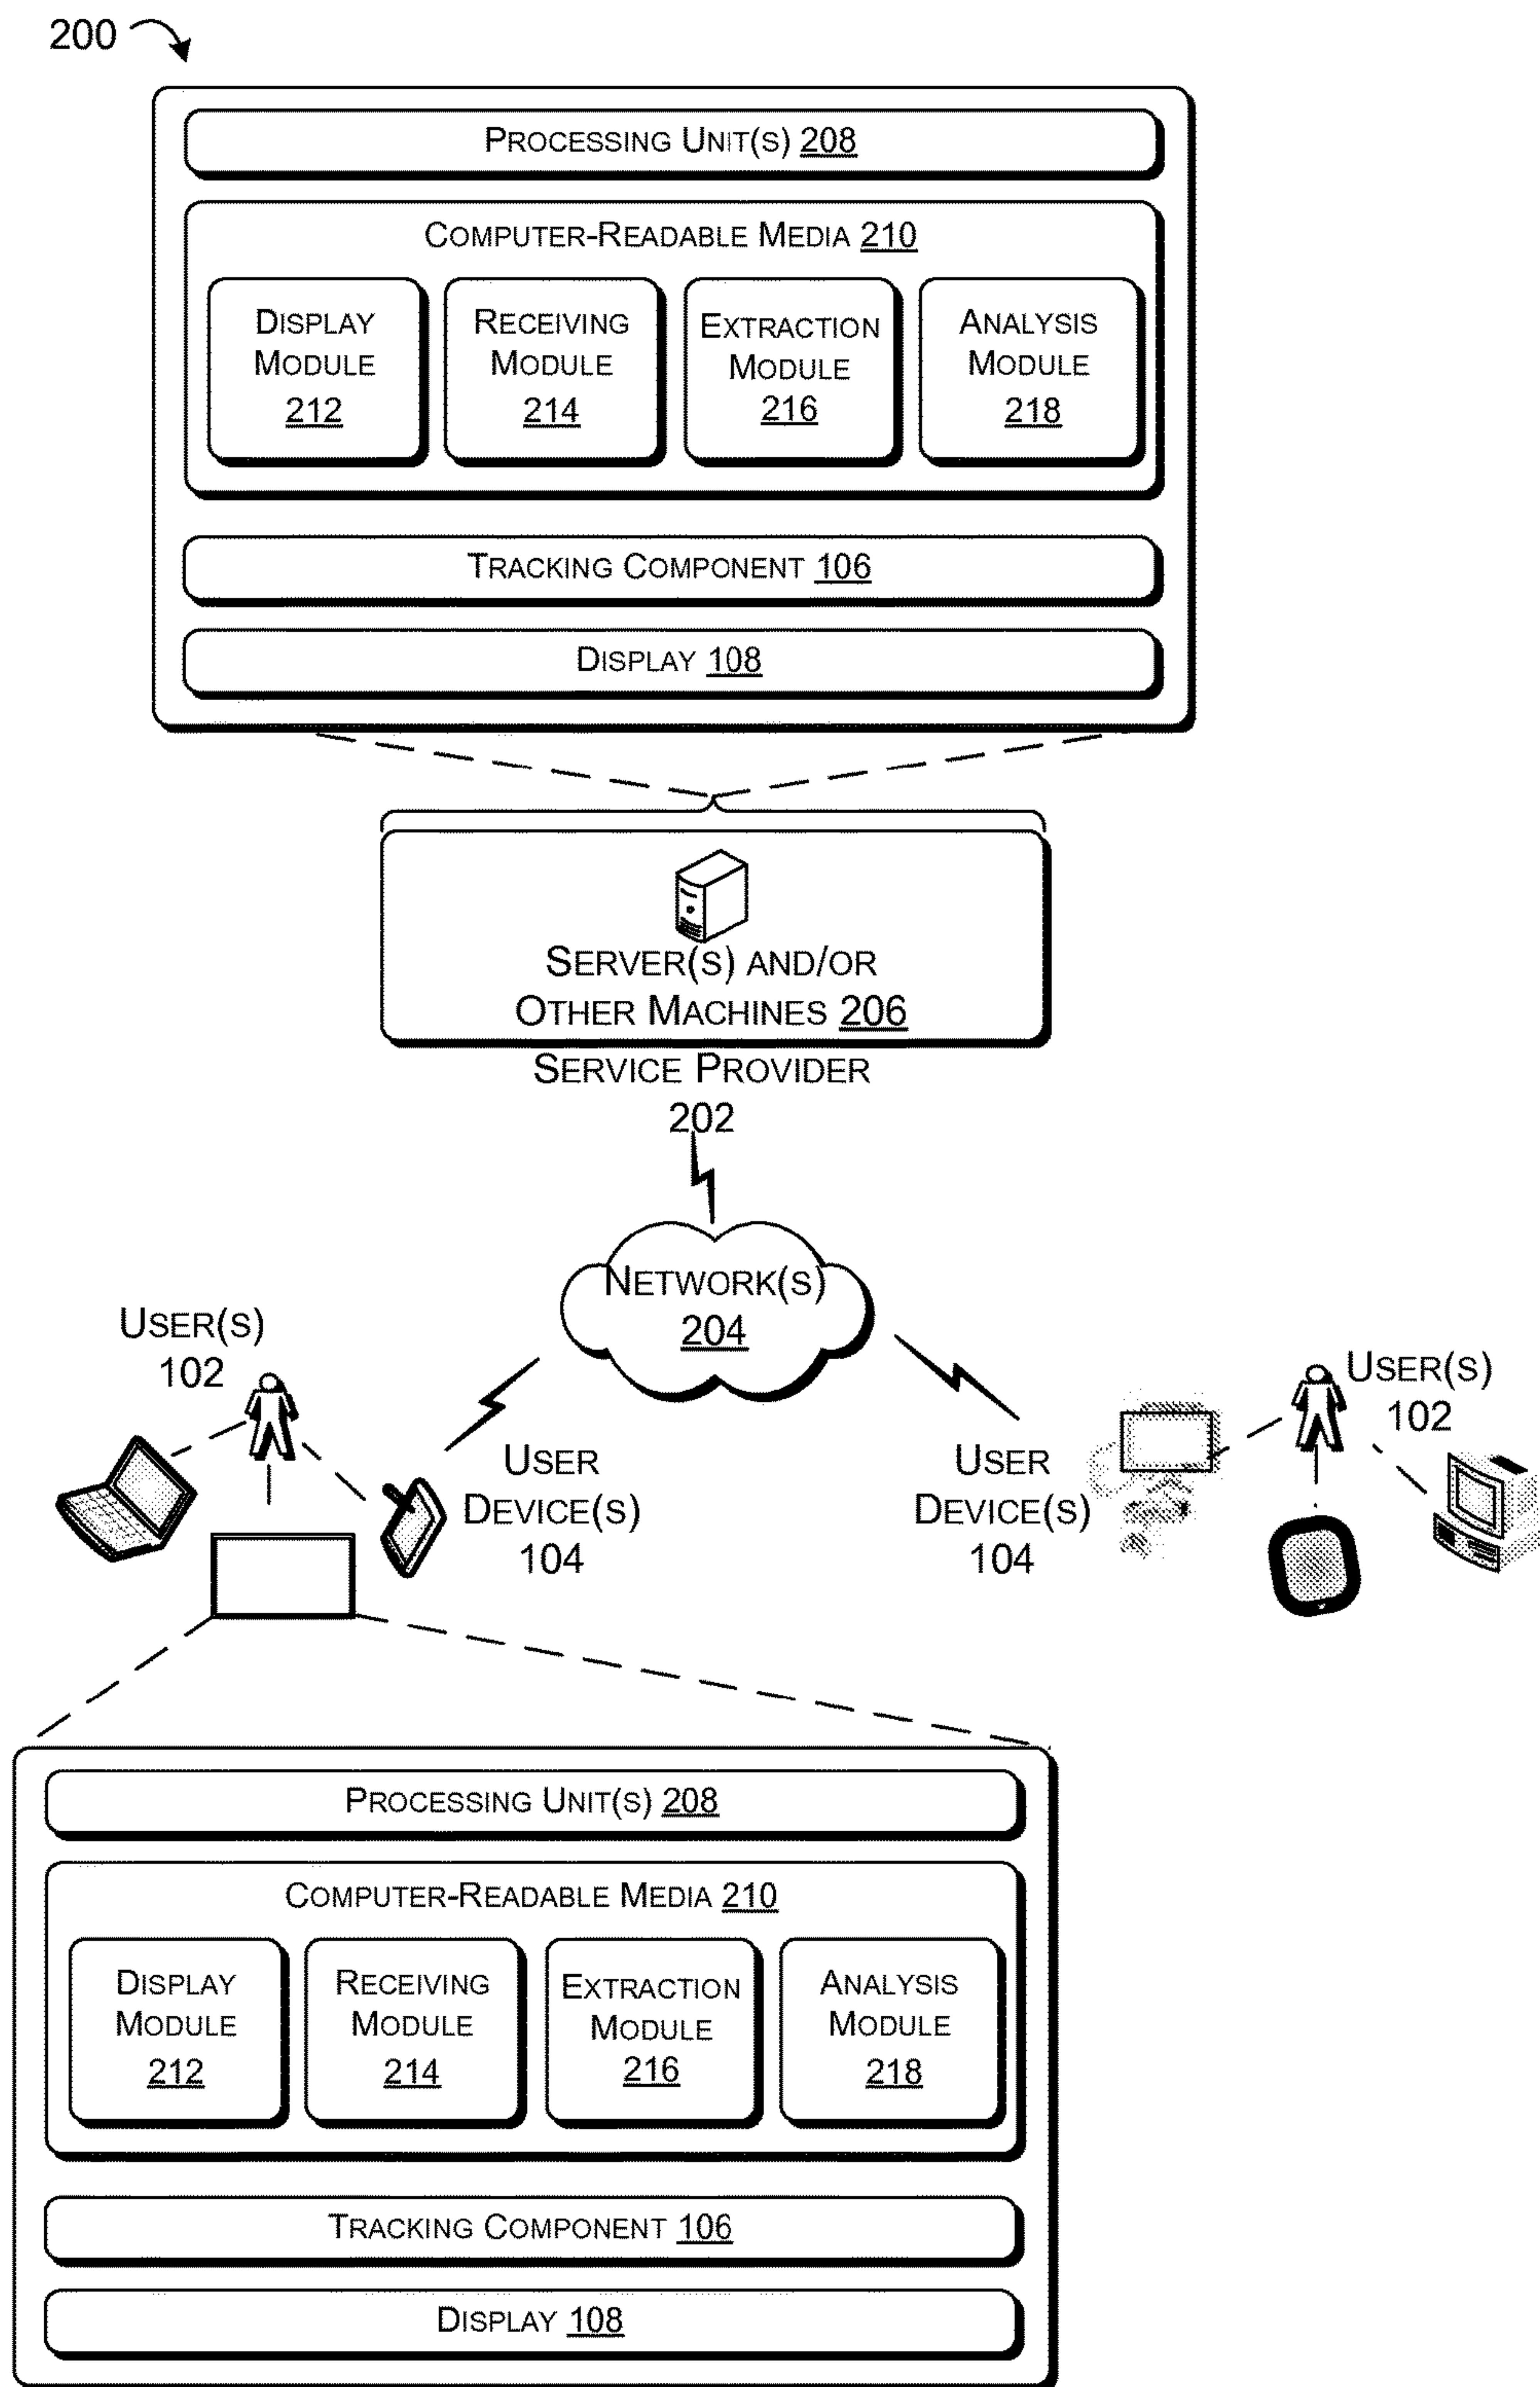 200
PROCESSING UNIT(S) 208
COMPUTER-READABLE MEDIA 210
DISPLAY
MODULE
212
RECEIVING
MODULE
214
EXTRACTION
MODULE
216
ANALYSIS
MODULE
218
TRACKING COMPONENT 106
DISPLAY 108
SERVER(S) AND/OR
OTHER MACHINES 206
SERVICE PROVIDER
202
NETWORK(S)
204
USER(S)
102
USER
DEVICE(S)
104
USER(S)
102
USER
DEVICE(S)
104
PROCESSING UNIT(S) 208
COMPUTER-READABLE MEDIA 210
DISPLAY
MODULE
212
RECEIVING
MODULE
214
EXTRACTION
MODULE
216
ANALYSIS
MODULE
218
TRACKING COMPONENT 106
DISPLAY 108